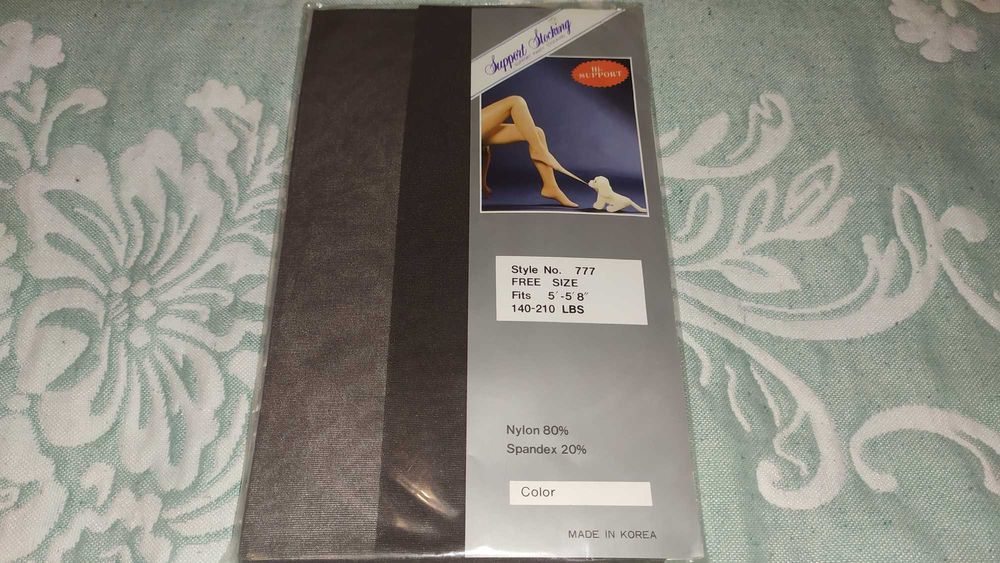 Support Stocking
Hi-
SUPPORT
Style No. 777
FREE SIZE
Fits 5'-5'8"
140-210 LBS
Nylon 80%
Spandex 20%
Color
MADE IN KOREA